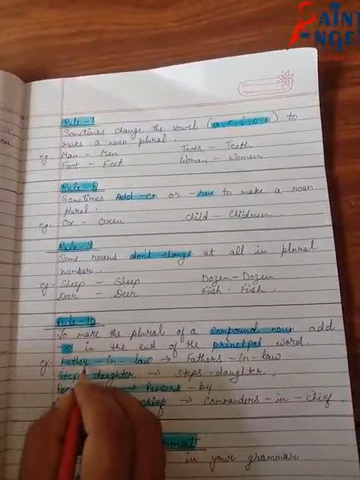 SAINT ANGEL
Rule - 7
Sometimes change the vowel (a, e, i, o, u) to
make a noun plural.
eg. Man - Men Tooth - Teeth
Foot - Feet Woman - Women
Rule - 8
Sometimes Add -en or -ren to make a noun
plural.
eg. Ox - Oxen Child - Children
Rule - 9
Some nouns don't change at all in plural
number.
eg:- Sheep - Sheep Dozen - Dozen
Deer - Deer Fish - Fish.
Rule - 10
To make the plural of a compound noun add
-s in the end of the principal word.
eg:- Father - in - law → Fathers - in - law
Step daughter → Steps - daughter.
→ Passers - by
→ Commanders - in - chief
in your grammar